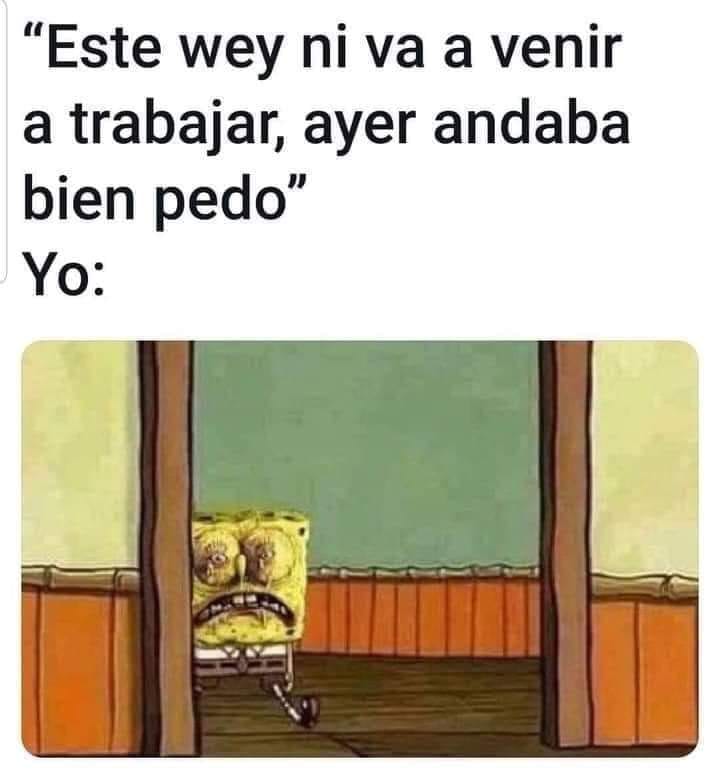 “Este wey ni va a venir
a trabajar, ayer andaba
bien pedo”
Yo: